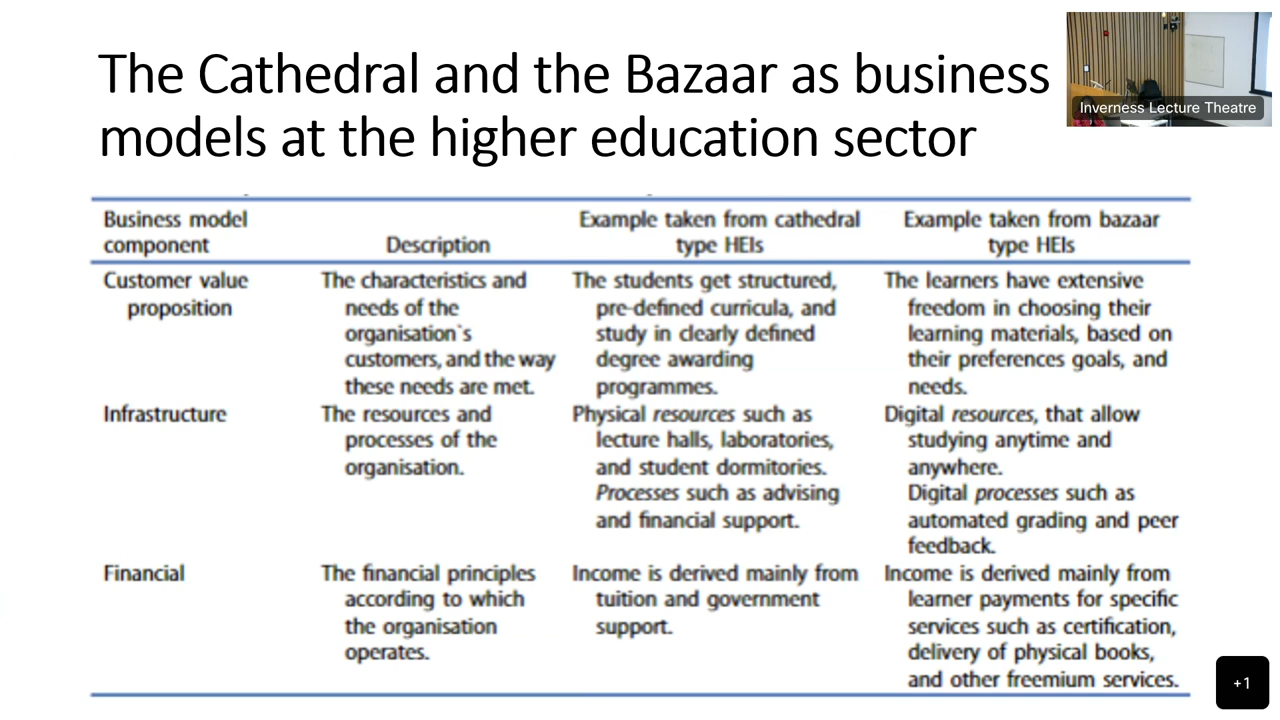 The Cathedral and the Bazaar as business
models at the higher education sector
Inverness Lecture Theatre
Business model
component
Description
Example taken from cathedral
type HEIs
Example taken from bazaar
type HEIs
Customer value
proposition
The characteristics and
needs of the
organisation`s
customers, and the way
these needs are met.
The students get structured,
pre-defined curricula, and
study in clearly defined
degree awarding
programmes.
The learners have extensive
freedom in choosing their
learning materials, based on
their preferences goals, and
needs.
Infrastructure
The resources and
processes of the
organisation.
Physical resources such as
lecture halls, laboratories,
and student dormitories.
Processes such as advising
and financial support.
Digital resources, that allow
studying anytime and
anywhere.
Digital processes such as
automated grading and peer
feedback.
Financial
The financial principles
according to which
the organisation
operates.
Income is derived mainly from
tuition and government
support.
Income is derived mainly from
learner payments for specific
services such as certification,
delivery of physical books,
and other freemium services.
+1